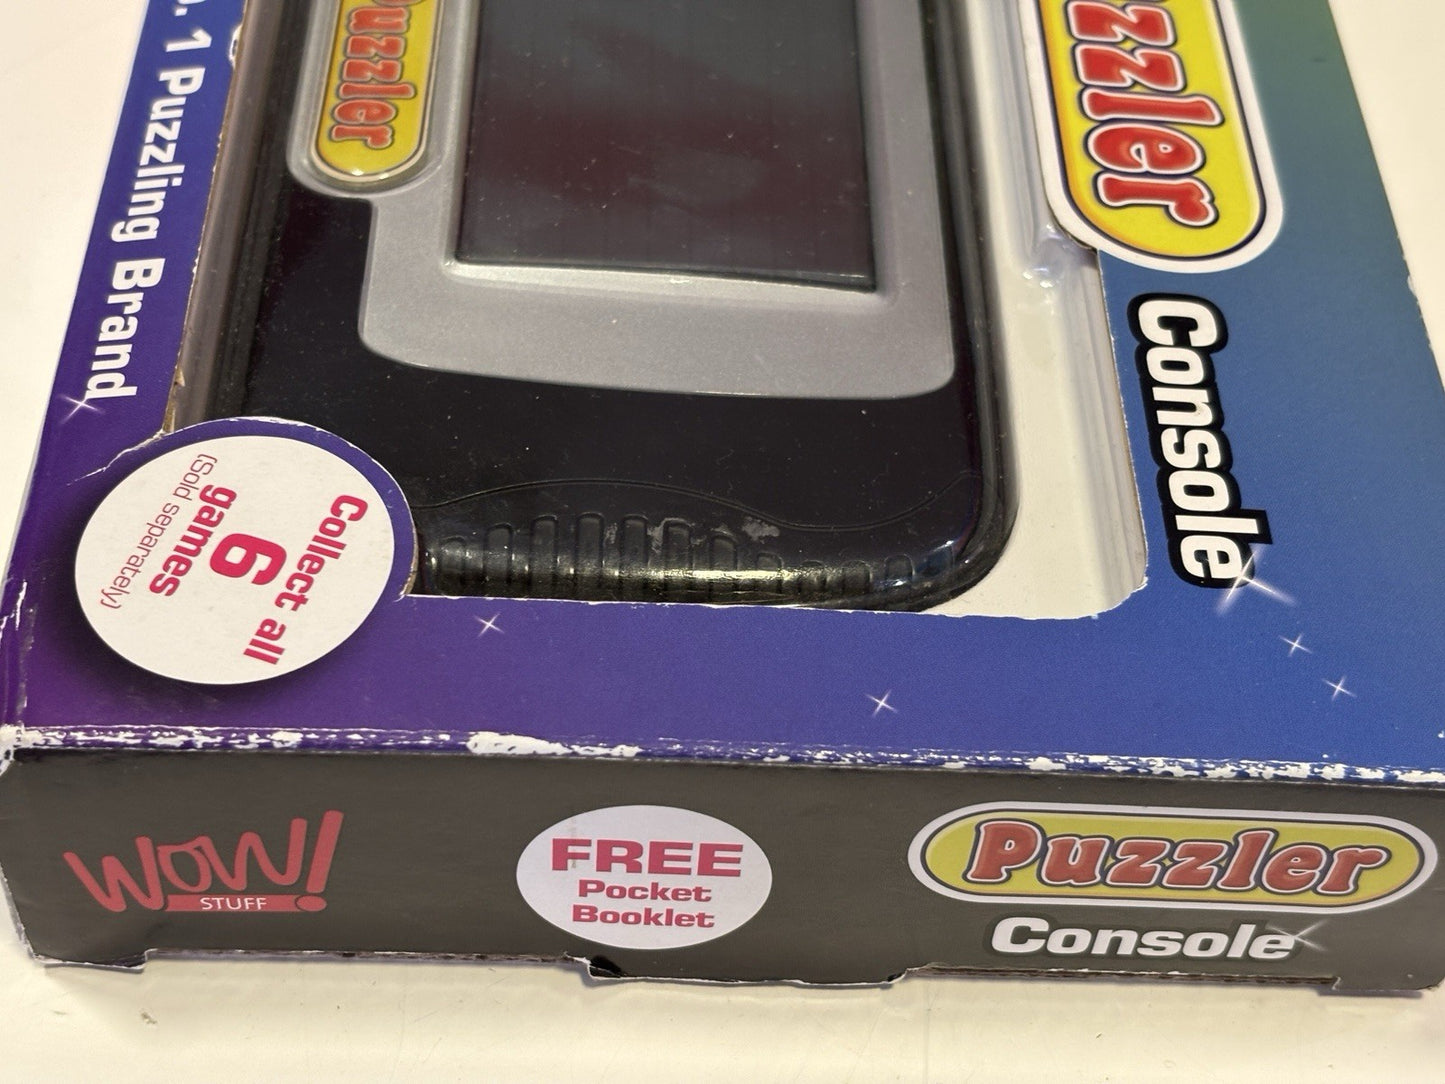 . 1 Puzzling Brand
Puzzler
Puzzler
Console
Collect all
6
games
(Sold separately)
WOW!
STUFF
FREE
Pocket
Booklet
Puzzler
Console